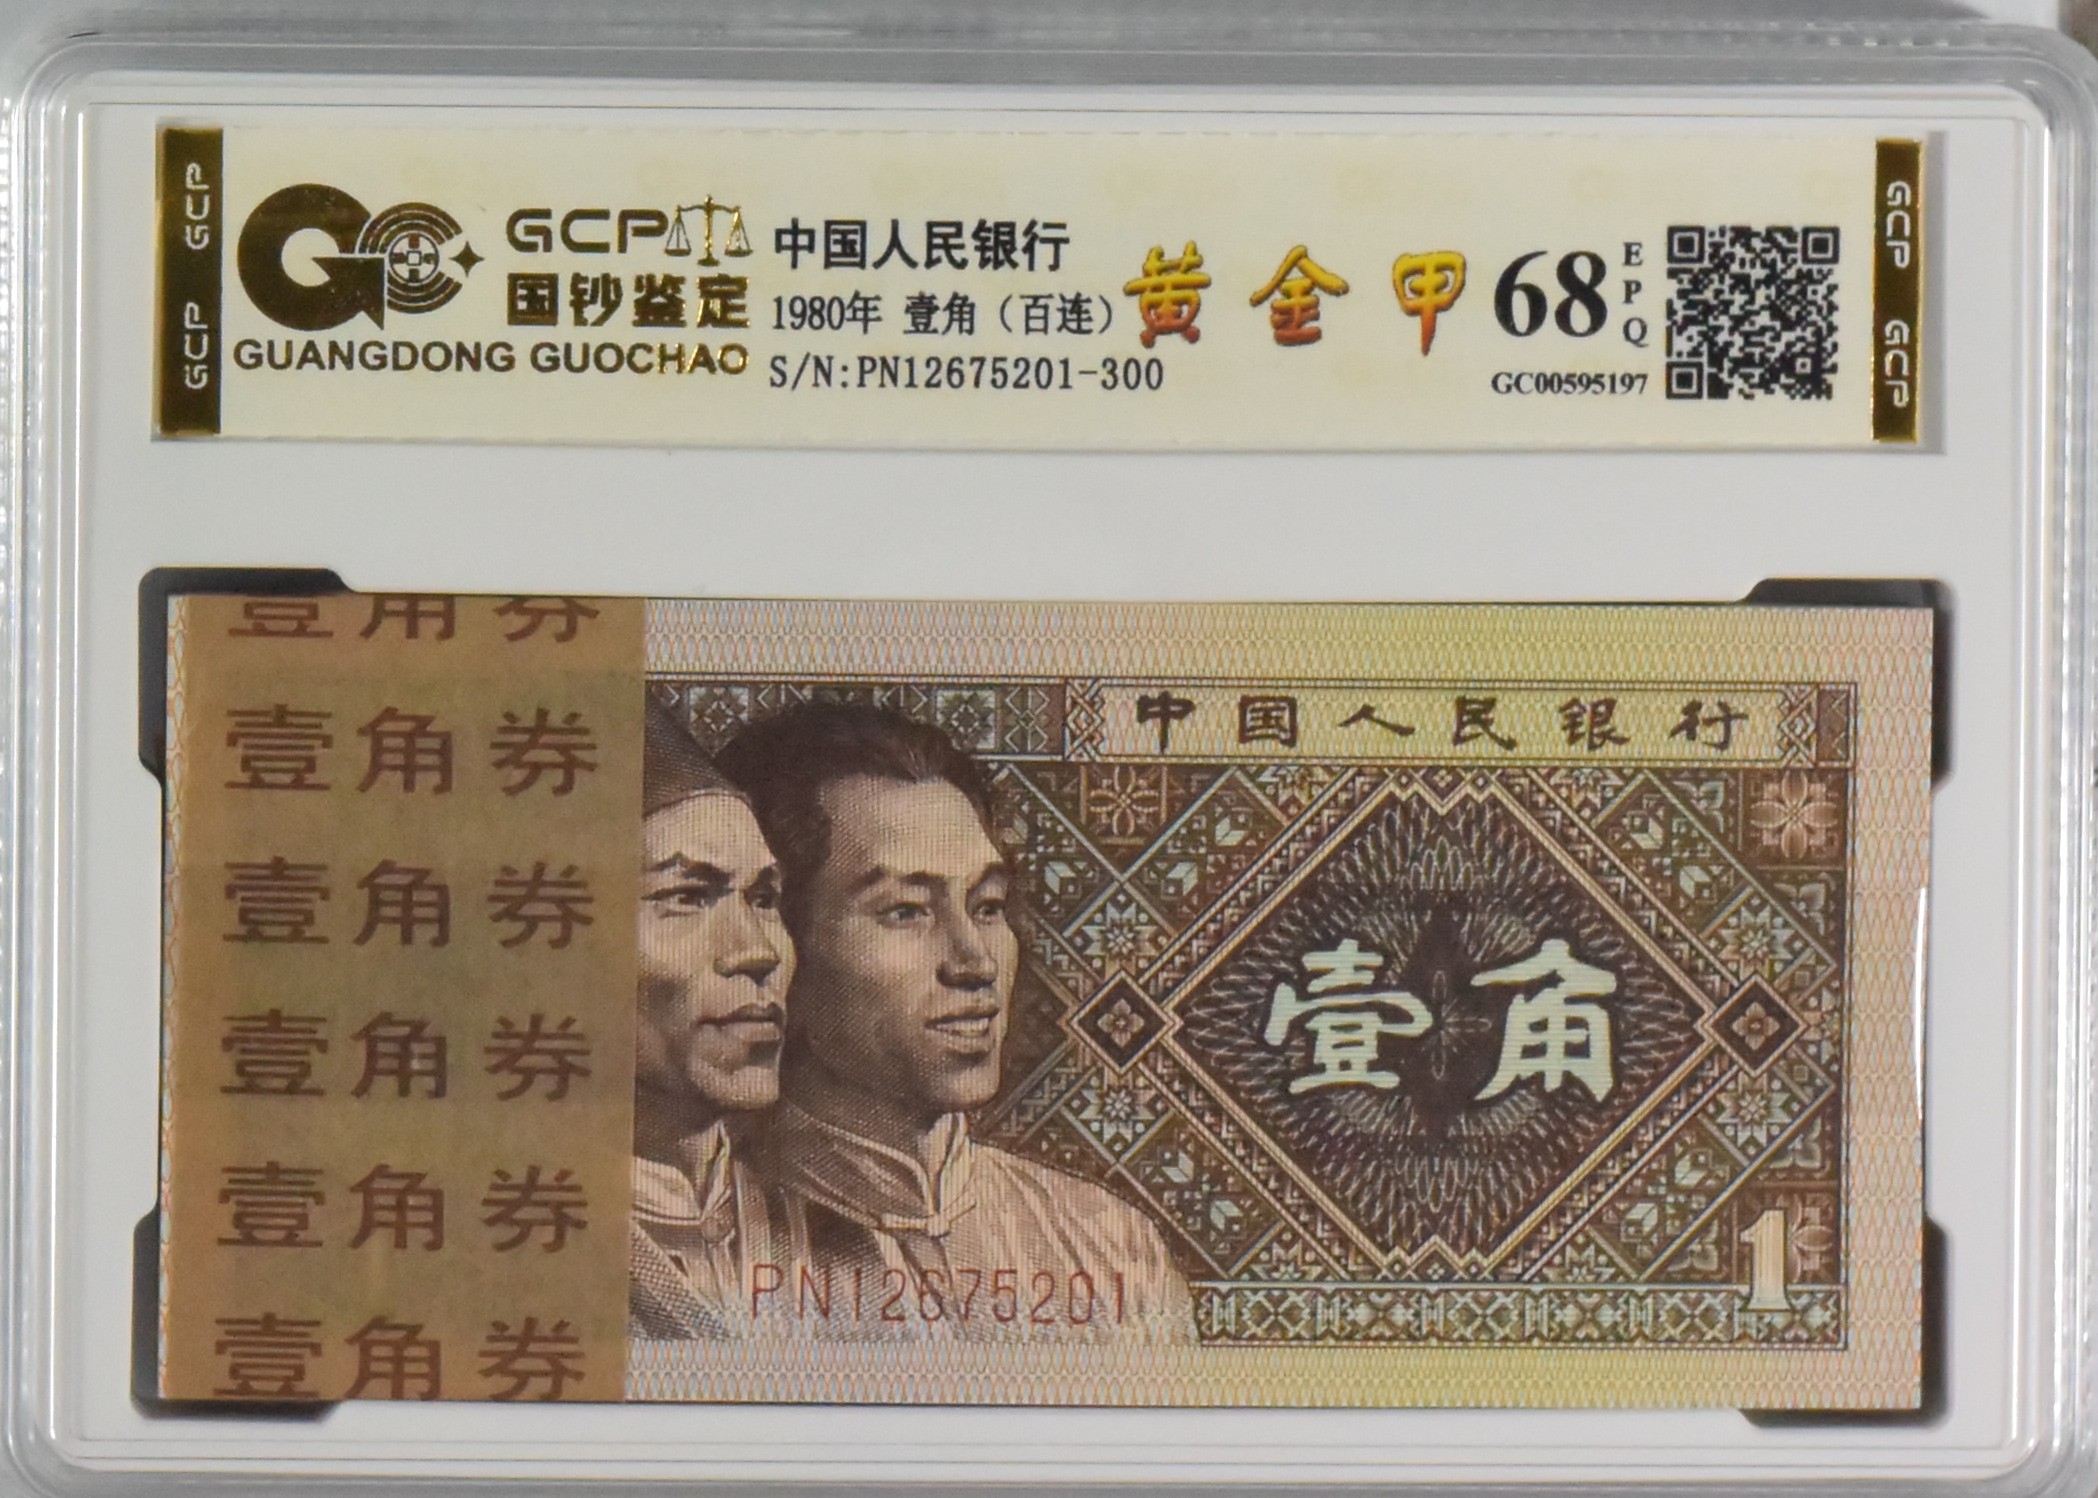 GCP GCP
GCP
国钞鉴定
GUANGDONG GUOCHAO
中国人民银行
1980年 壹角（百连）
S/N:PN12675201-300
黄金甲
68
EPQ
GC00595197
GCP GCP
壹角券
壹角券
壹角券
壹角券
壹角券
壹角券
中国人民银行
壹角
1
PN12675201